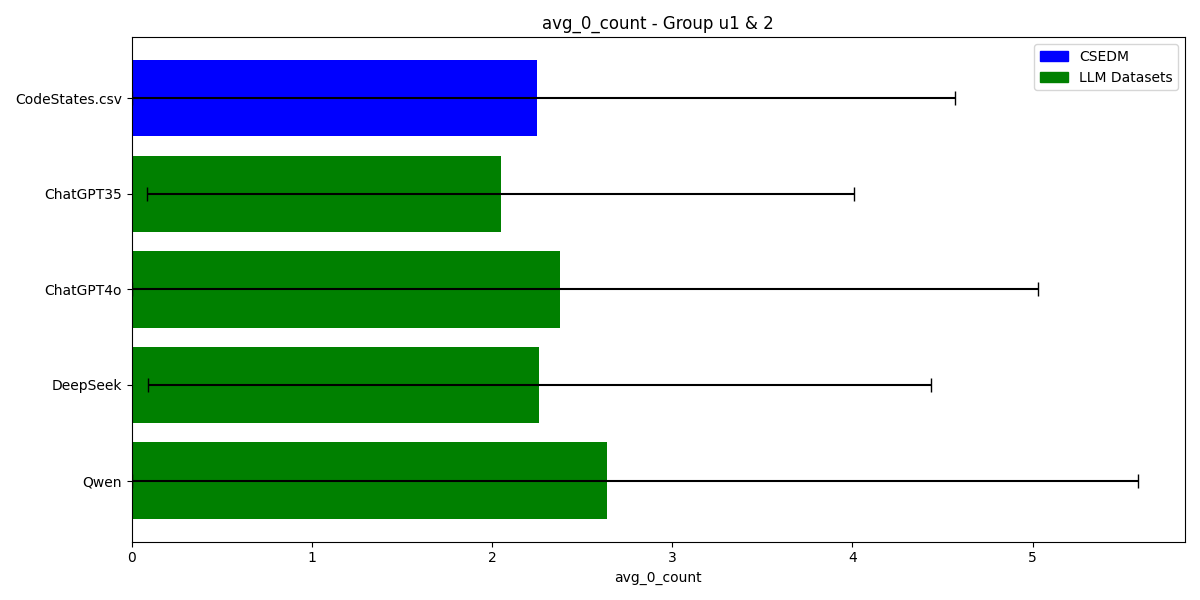 avg_0_count - Group u1 & 2
CSEDM
LLM Datasets
CodeStates.csv
ChatGPT35
ChatGPT4o
DeepSeek
Qwen
0 1 2 3 4 5
avg_0_count